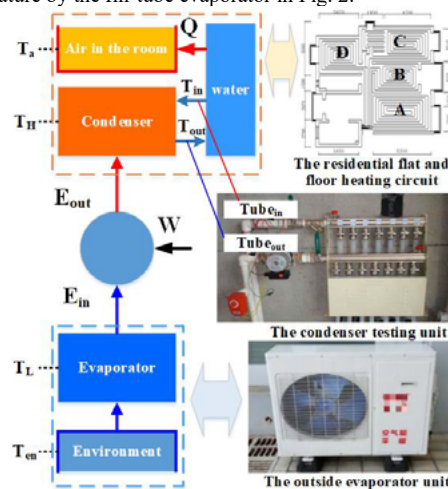 ature by the fin-tube evaporator in Fig. 2.
Q
Air in the room
Ta
Tin
water
TH
Condenser
Tout
D
C
B
A
The residential flat and
floor heating circuit
Eout
W
Tubein
Tubeout
Ein
The condenser testing unit
TL
Evaporator
Ten
Environment
The outside evaporator unit